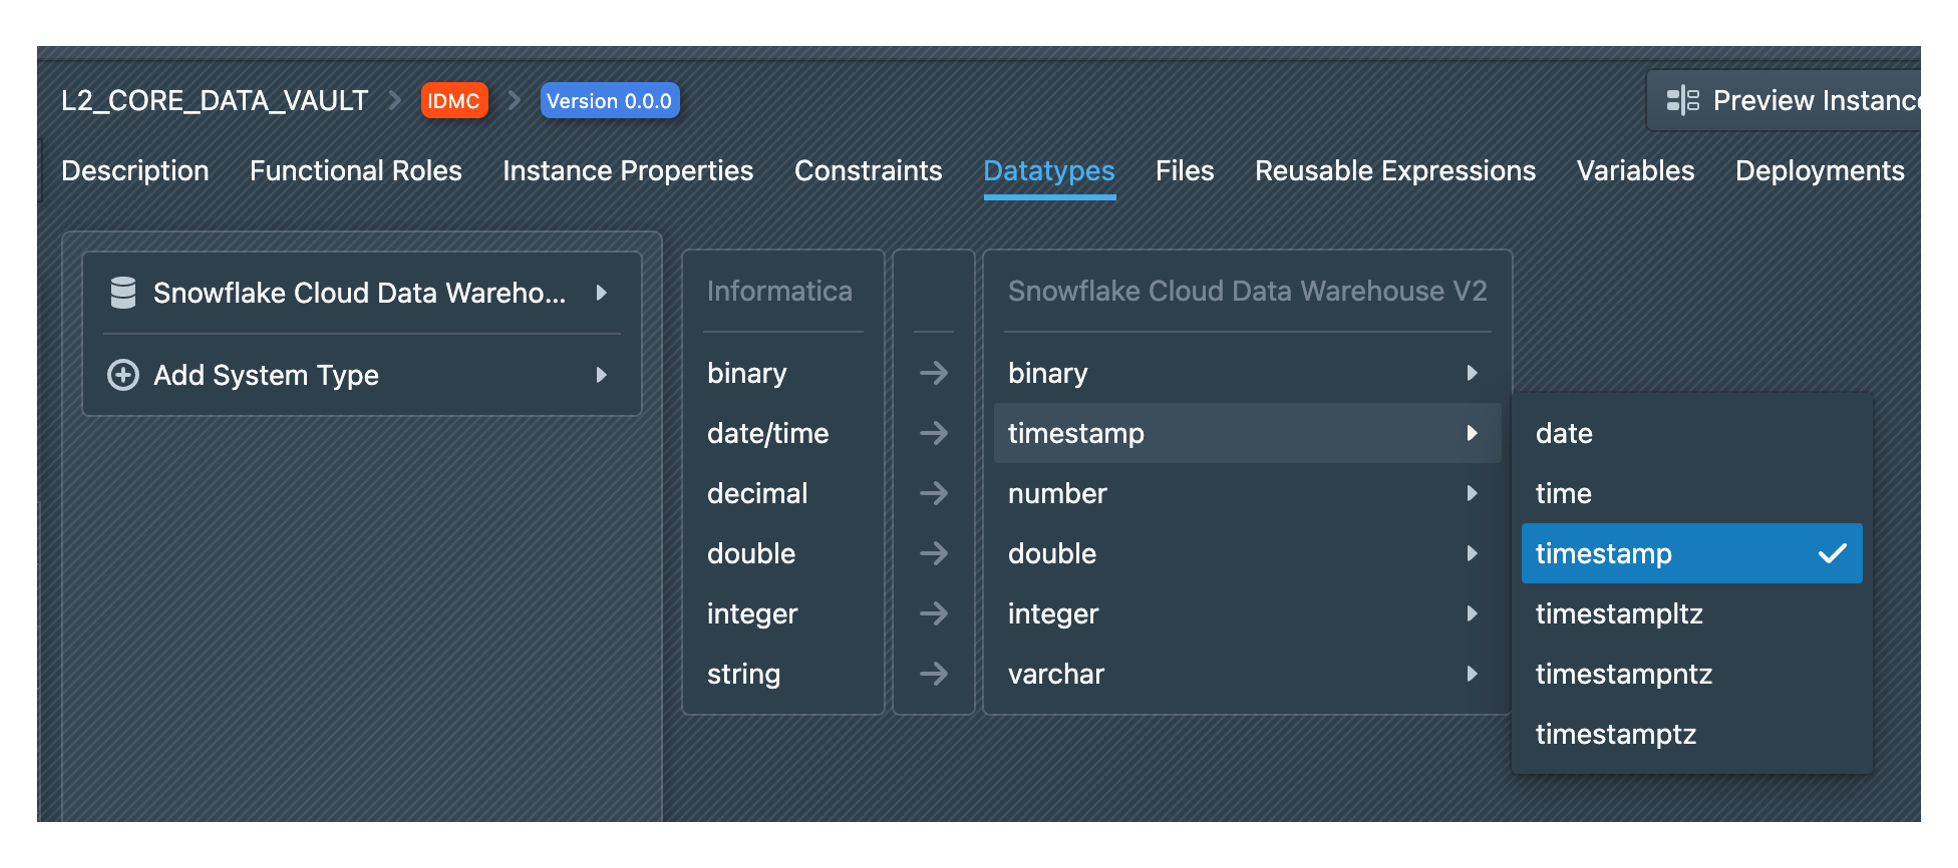 L2_CORE_DATA_VAULT IDMC Version 0.0.0
Preview Instance
Description Functional Roles Instance Properties Constraints Datatypes Files Reusable Expressions Variables Deployments
Snowflake Cloud Data Wareho...
Add System Type
Informatica Snowflake Cloud Data Warehouse V2
binary → binary
date/time → timestamp
decimal → number
double → double
integer → integer
string → varchar
date
time
timestamp
timestampltz
timestampntz
timestamptz